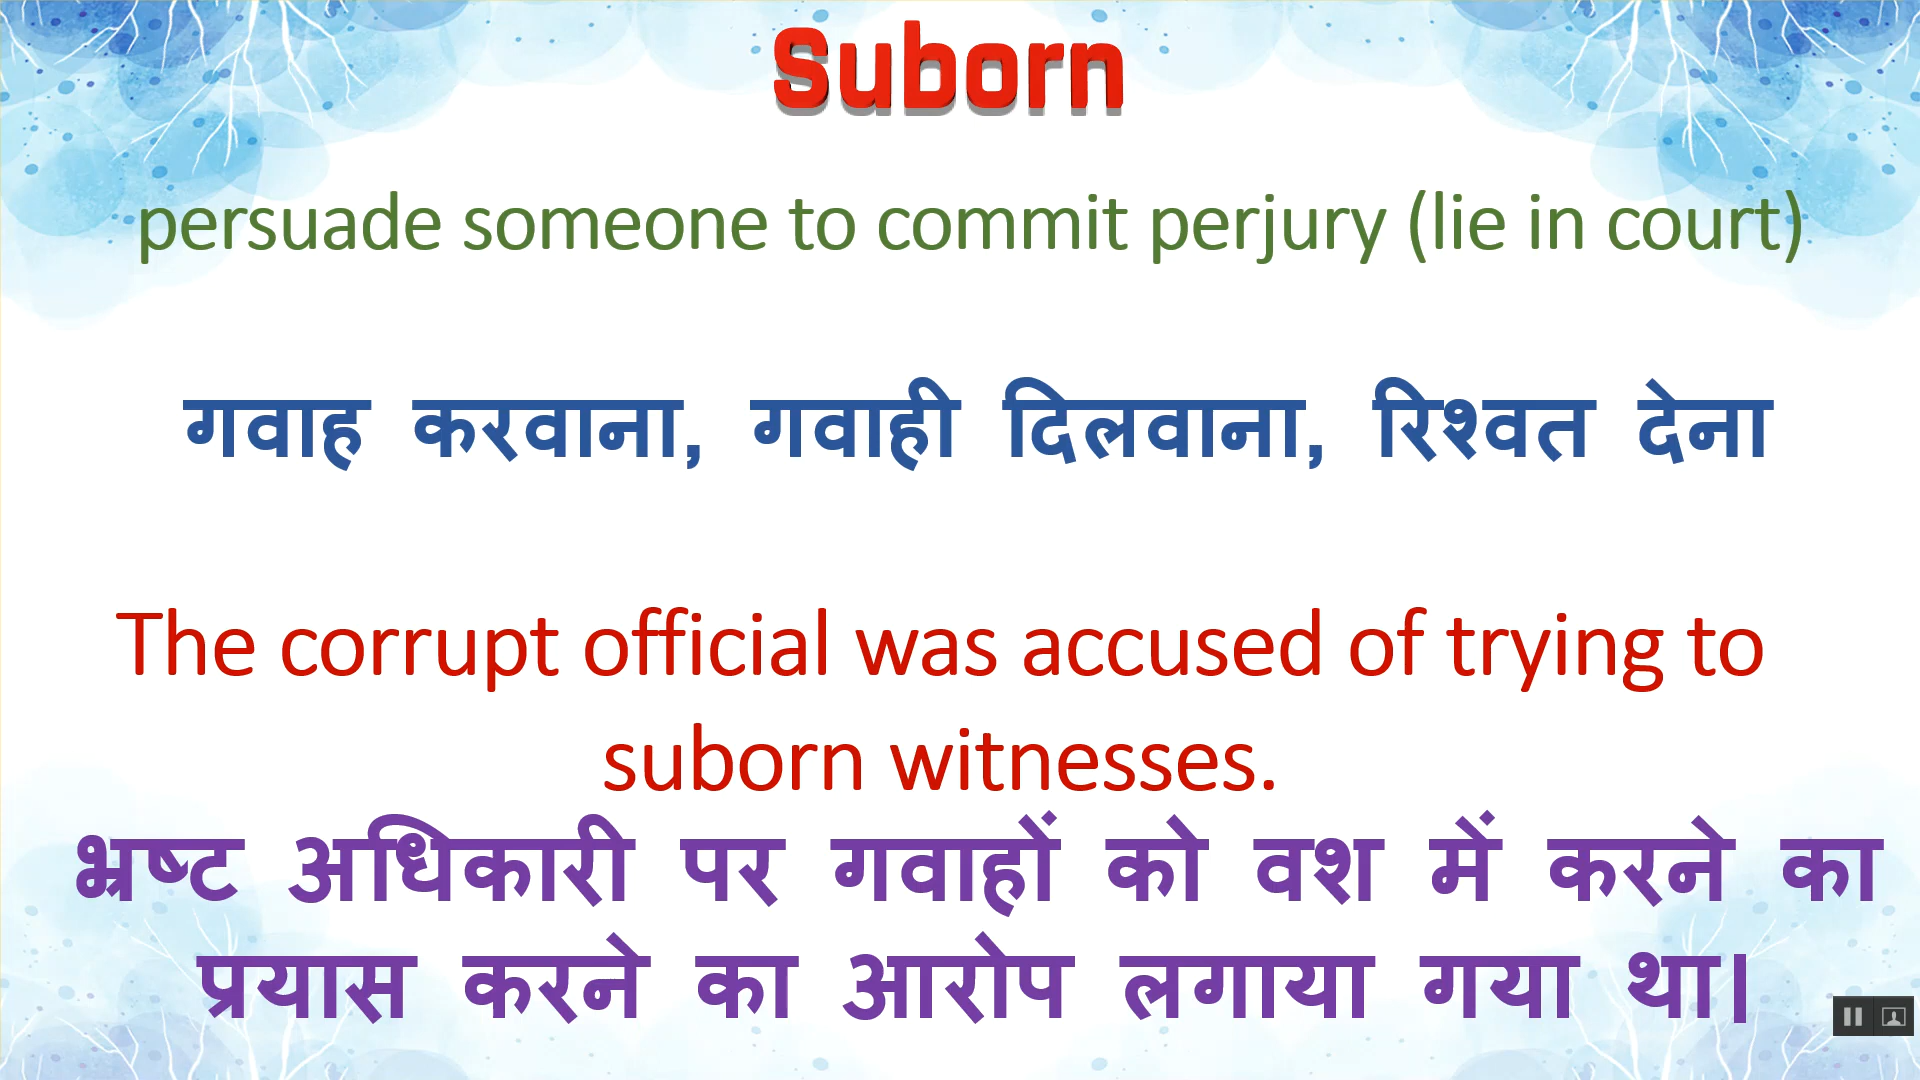 Suborn
persuade someone to commit perjury (lie in court)
गवाह करवाना, गवाही दिलवाना, रिश्वत देना
The corrupt official was accused of trying to
suborn witnesses.
भ्रष्ट अधिकारी पर गवाहों को वश में करने का
प्रयास करने का आरोप लगाया गया था|